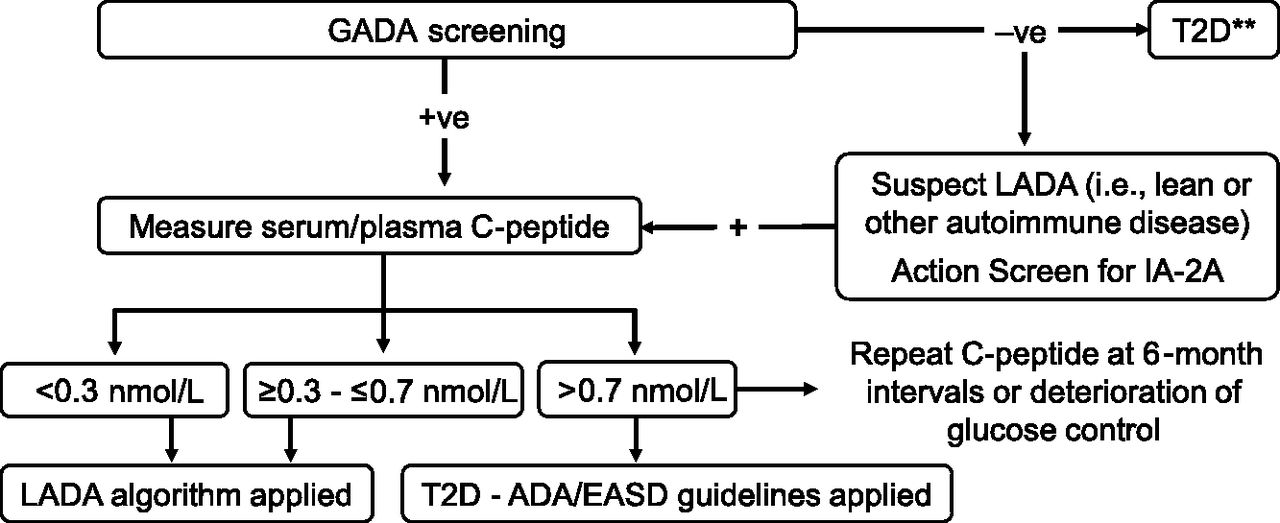 GADA screening
–ve
T2D**
+ve
Suspect LADA (i.e., lean or
other autoimmune disease)
Action Screen for IA-2A
Measure serum/plasma C-peptide
+
<0.3 nmol/L
≥0.3 - ≤0.7 nmol/L
>0.7 nmol/L
Repeat C-peptide at 6-month
intervals or deterioration of
glucose control
LADA algorithm applied
T2D - ADA/EASD guidelines applied